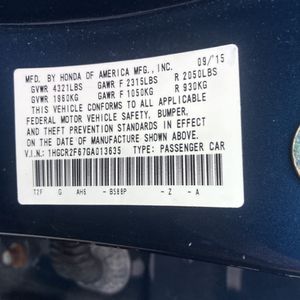 MFD. BY HONDA OF AMERICA MFG., INC. 09/15
GVWR 4321LBS GAWR F 2315LBS R 2050LBS
GVWR 1960KG GAWR F 1050KG R 930KG
THIS VEHICLE CONFORMS TO ALL APPLICABLE
FEDERAL MOTOR VEHICLE SAFETY, BUMPER,
AND THEFT PREVENTION STANDARDS IN EFFECT
ON THE DATE OF MANUFACTURE SHOWN ABOVE.
V.I.N.: 1HGCR2F67GA013635 TYPE: PASSENGER CAR
T2F G AH6 - B588P - Z - A